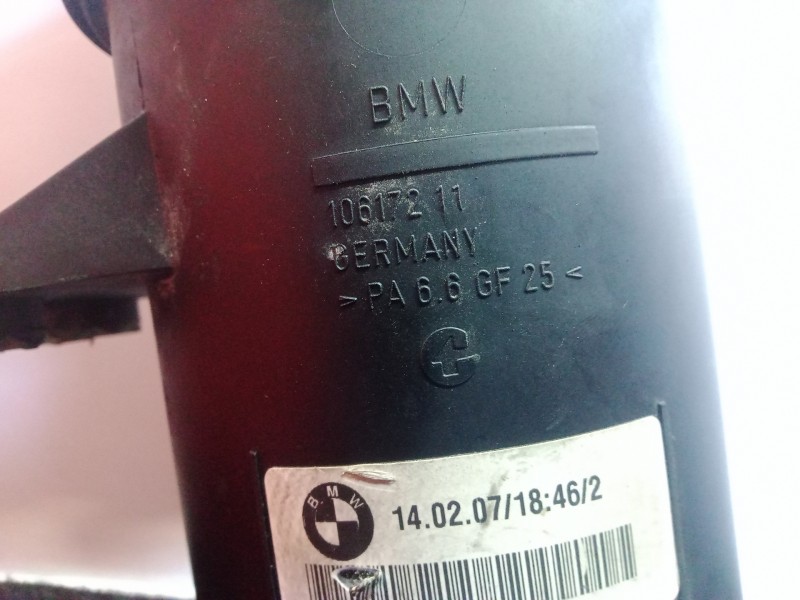 BMW
106172 11
GERMANY
> PA 6.6 GF 25 <
BMW
14.02.07/18:46/2